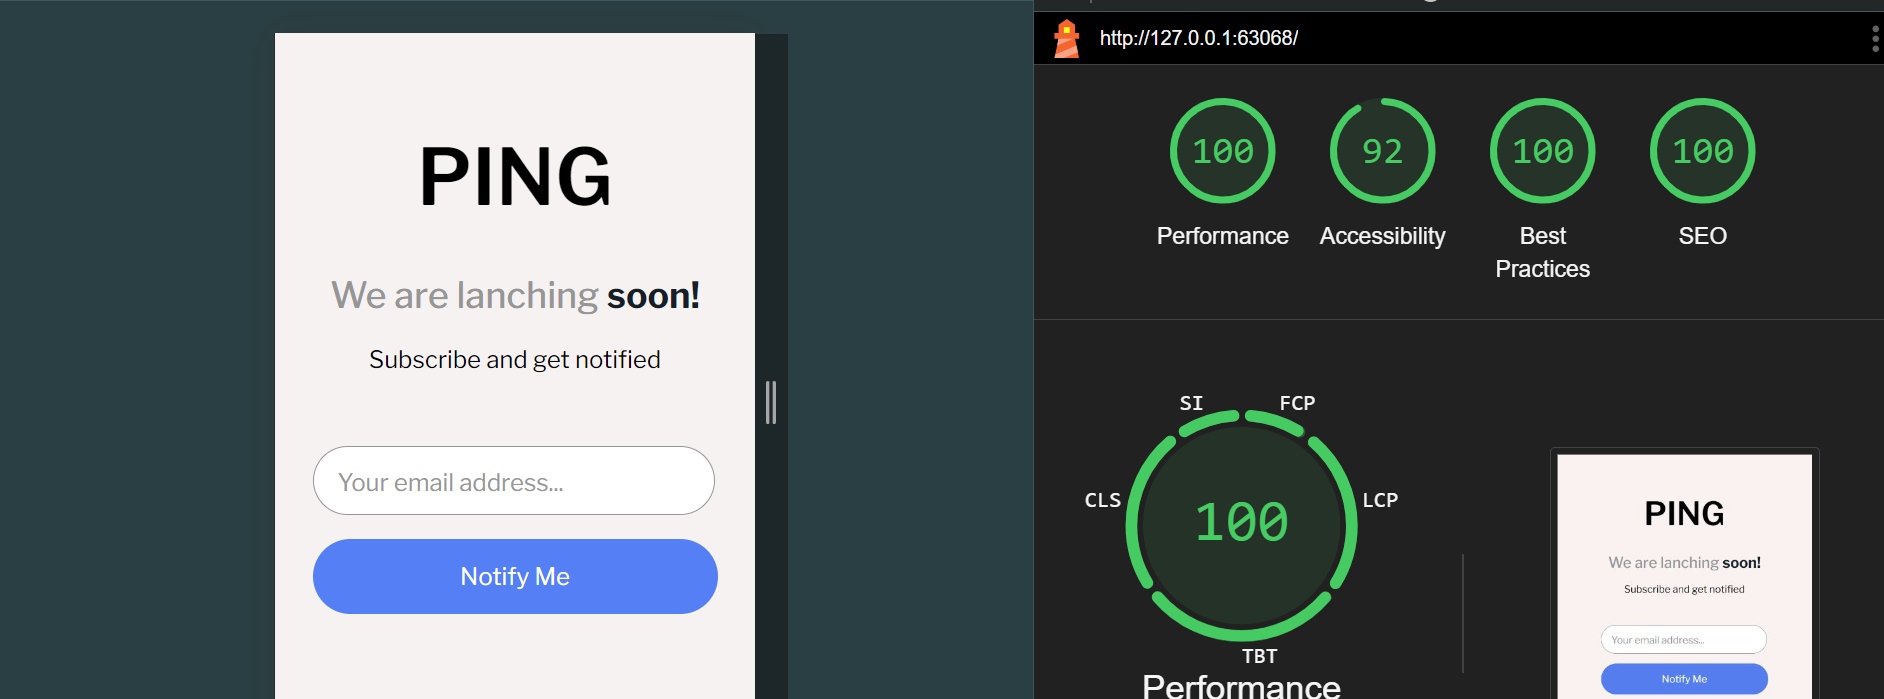 PING
We are lanching soon!
Subscribe and get notified
Your email address...
Notify Me
http://127.0.0.1:63068/
100
92
100
100
Performance
Accessibility
Best
Practices
SEO
SI
FCP
CLS
LCP
100
TBT
Performance
PING
We are lanching soon!
Subscribe and get notified
Your email address...
Notify Me